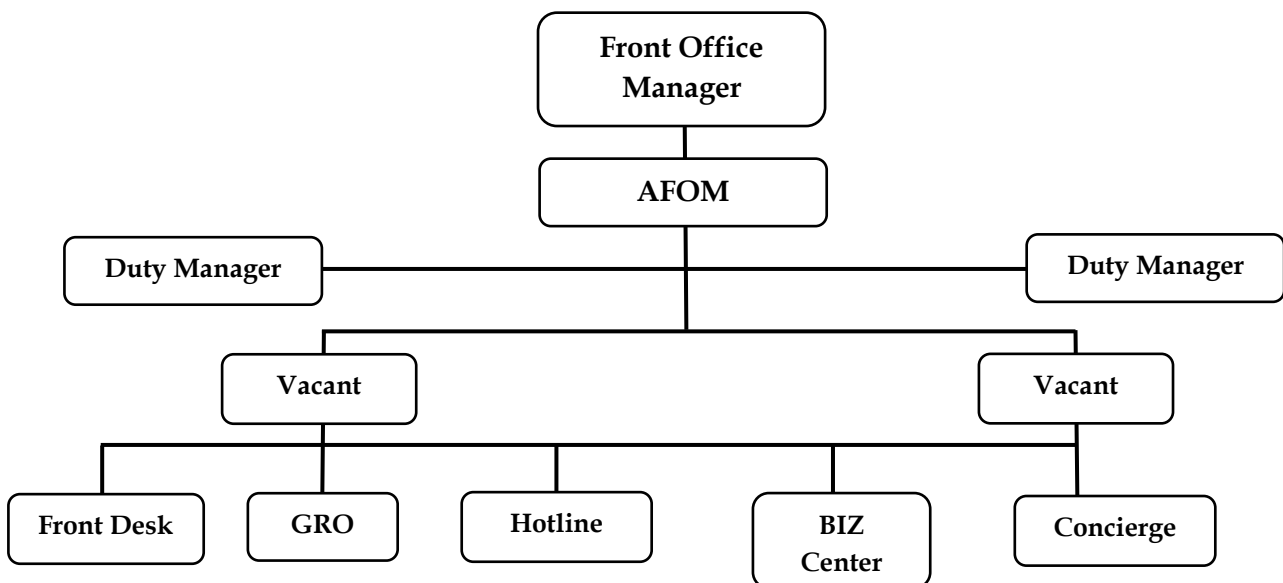 Front Office
Manager
AFOM
Duty Manager
Duty Manager
Vacant
Vacant
Front Desk
GRO
Hotline
BIZ
Center
Concierge